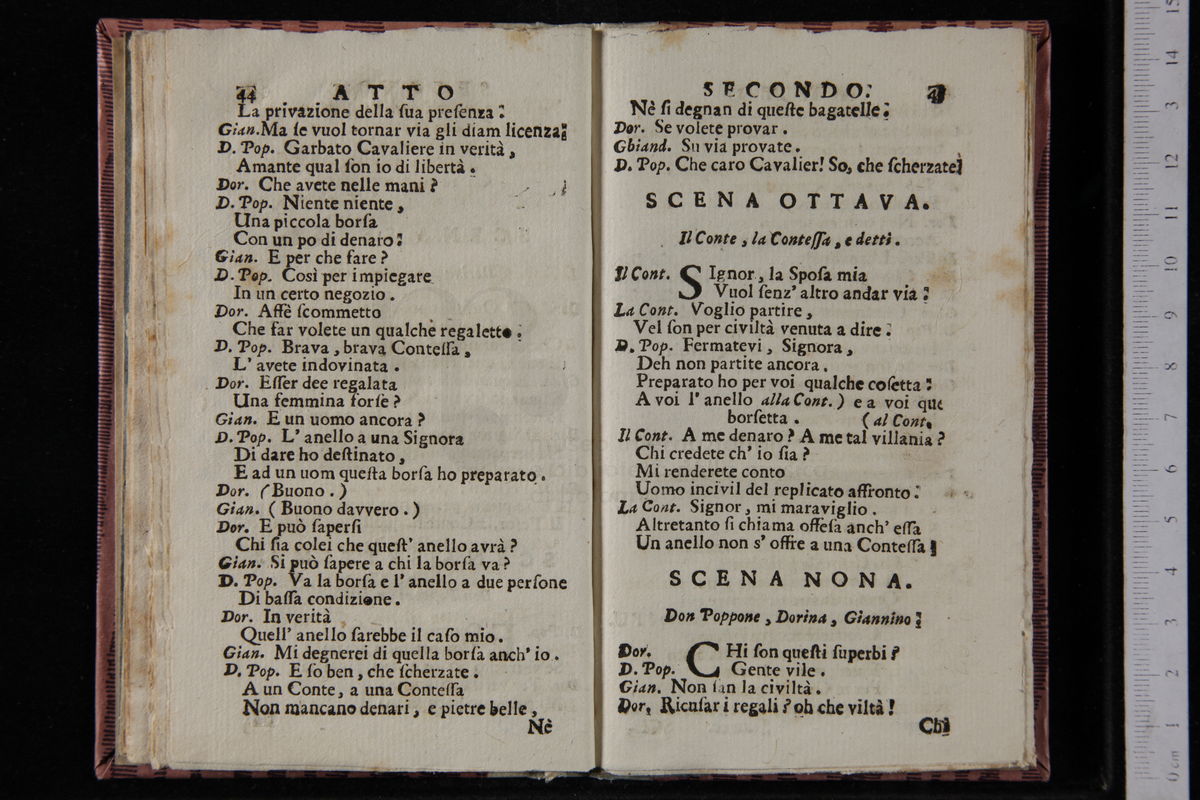 44 ATTO
La privazione della ſua preſenza.
Gian. Ma ſe vuol tornar via gli diam licenza.
D. Pop. Garbato Cavaliere in verità,
Amante qual ſon io di libertà.
Dor. Che avete nelle mani?
D. Pop. Niente niente,
Una piccola borſa
Con un po di denaro.
Gian. E per che fare?
D. Pop. Così per impiegare
In un certo negozio.
Dor. Affè ſcommetto
Che far volete un qualche regaletto.
D. Pop. Brava, brava Conteſſa,
L' avete indovinata.
Dor. Eſſer dee regalata
Una femmina forſe?
Gian. E un uomo ancora?
D. Pop. L' anello a una Signora
Di dare ho deſtinato,
E ad un uom queſta borſa ho preparato.
Dor. (Buono.)
Gian. (Buono davvero.)
Dor. E può ſaperſi
Chi ſia colei che queſt' anello avrà?
Gian. Si può ſapere a chi la borſa va?
D. Pop. Va la borſa e l' anello a due perſone
Di baſſa condizione.
Dor. In verità
Quell' anello ſarebbe il caſo mio.
Gian. Mi degnerei di quella borſa anch' io.
D. Pop. E ſo ben, che ſcherzate.
A un Conte, a una Conteſſa
Non mancano denari, e pietre belle,
Nè
SECONDO.
Nè ſi degnan di queſte bagatelle.
Dor. Se volete provar.
Ghiand. Su via provate.
D. Pop. Che caro Cavalier! So, che ſcherzate.
SCENA OTTAVA.
Il Conte, la Conteſſa, e detti.
Il Cont. SIgnor, la Spoſa mia
Vuol ſenz' altro andar via.
La Cont. Voglio partire,
Vel ſon per civiltà venuta a dire.
D. Pop. Fermatevi, Signora,
Deh non partite ancora.
Preparato ho per voi qualche coſetta.
A voi l' anello alla Cont.) e a voi que
borſetta. (al Cont.
Il Cont. A me denaro? A me tal villania?
Chi credete ch' io ſia?
Mi renderete conto
Uomo incivil del replicato affronto.
La Cont. Signor, mi maraviglio.
Altretanto ſi chiama offeſa anch' eſſa
Un anello non s' offre a una Conteſſa.
SCENA NONA.
Don Poppone, Dorina, Giannino.
Dor. CHi ſon queſti ſuperbi?
D. Pop. Gente vile.
Gian. Non ſan la civiltà.
Dor. Ricuſar i regali? oh che viltà!
Chi